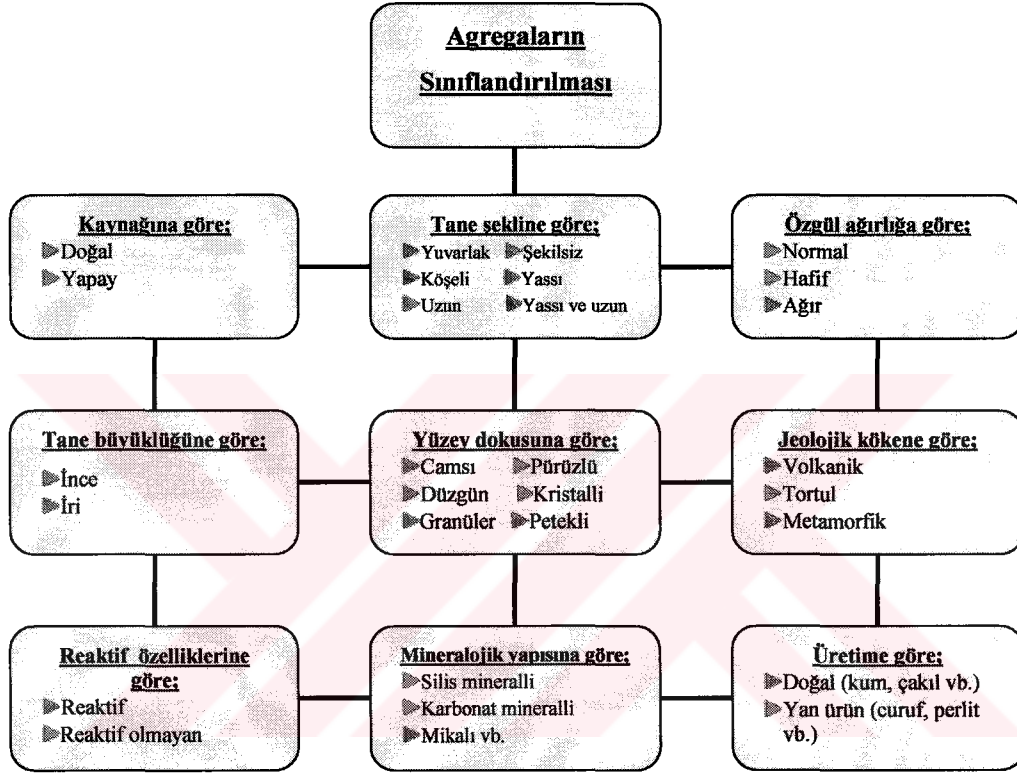 Agregaların
Sınıflandırılması
Kaynağına göre;
Doğal
Yapay
Tane şekline göre;
Yuvarlak Şekilsiz
Köşeli Yassı
Uzun Yassı ve uzun
Özgül ağırlığa göre;
Normal
Hafif
Ağır
Tane büyüklüğüne göre;
İnce
İri
Yüzey dokusuna göre;
Camsı Pürüzlü
Düzgün Kristalli
Granüler Petekli
Jeolojik kökene göre;
Volkanik
Tortul
Metamorfik
Reaktif özelliklerine
göre;
Reaktif
Reaktif olmayan
Mineralojik yapısına göre;
Silis mineralli
Karbonat mineralli
Mikalı vb.
Üretime göre;
Doğal (kum, çakıl vb.)
Yan ürün (curuf, perlit
vb.)